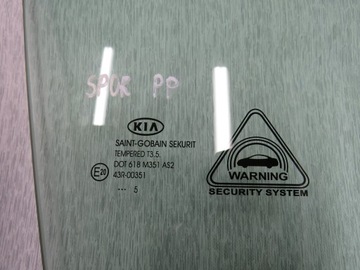 SPOR PP
KIA
SAINT-GOBAIN SEKURIT
TEMPERED T3.5
DOT 618 M351 AS2
E20 43R-00351
... 5
WARNING
SECURITY SYSTEM